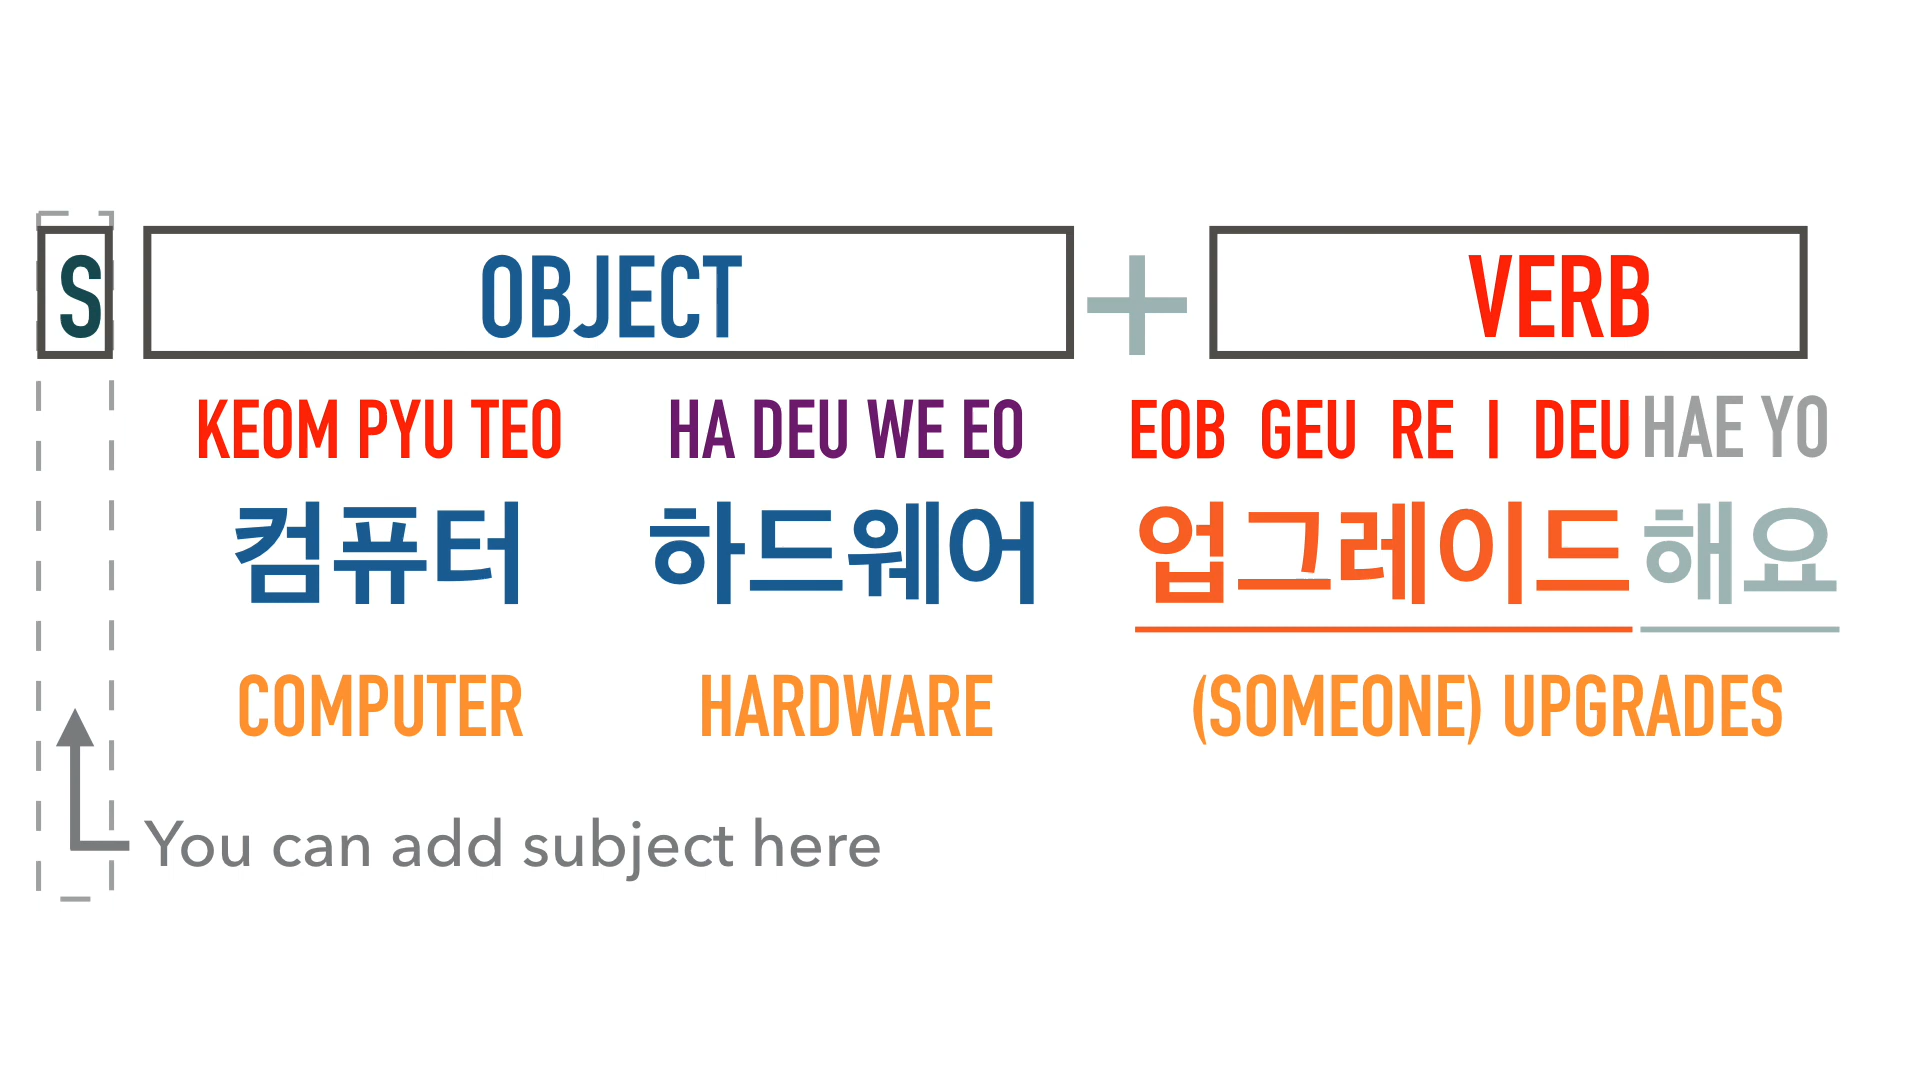 S OBJECT + VERB
KEOM PYU TEO HA DEU WE EO EOB GEU RE I DEU HAE YO
컴퓨터 하드웨어 업그레이드해요
COMPUTER HARDWARE (SOMEONE) UPGRADES
You can add subject here